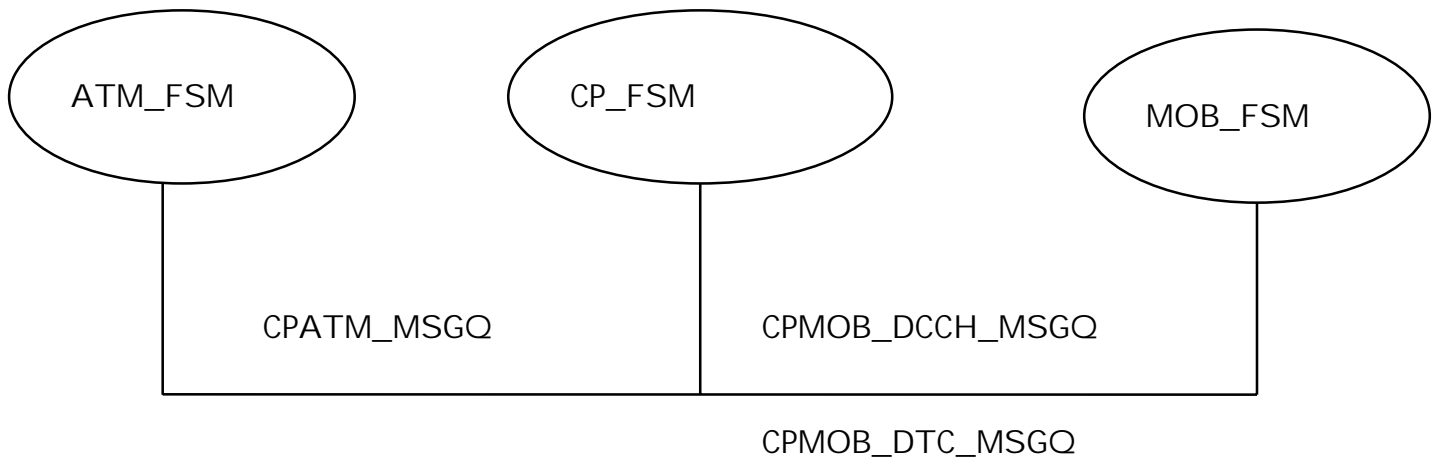 ATM_FSM
CP_FSM
MOB_FSM
CPATM_MSGQ
CPMOB_DCCH_MSGQ
CPMOB_DTC_MSGQ